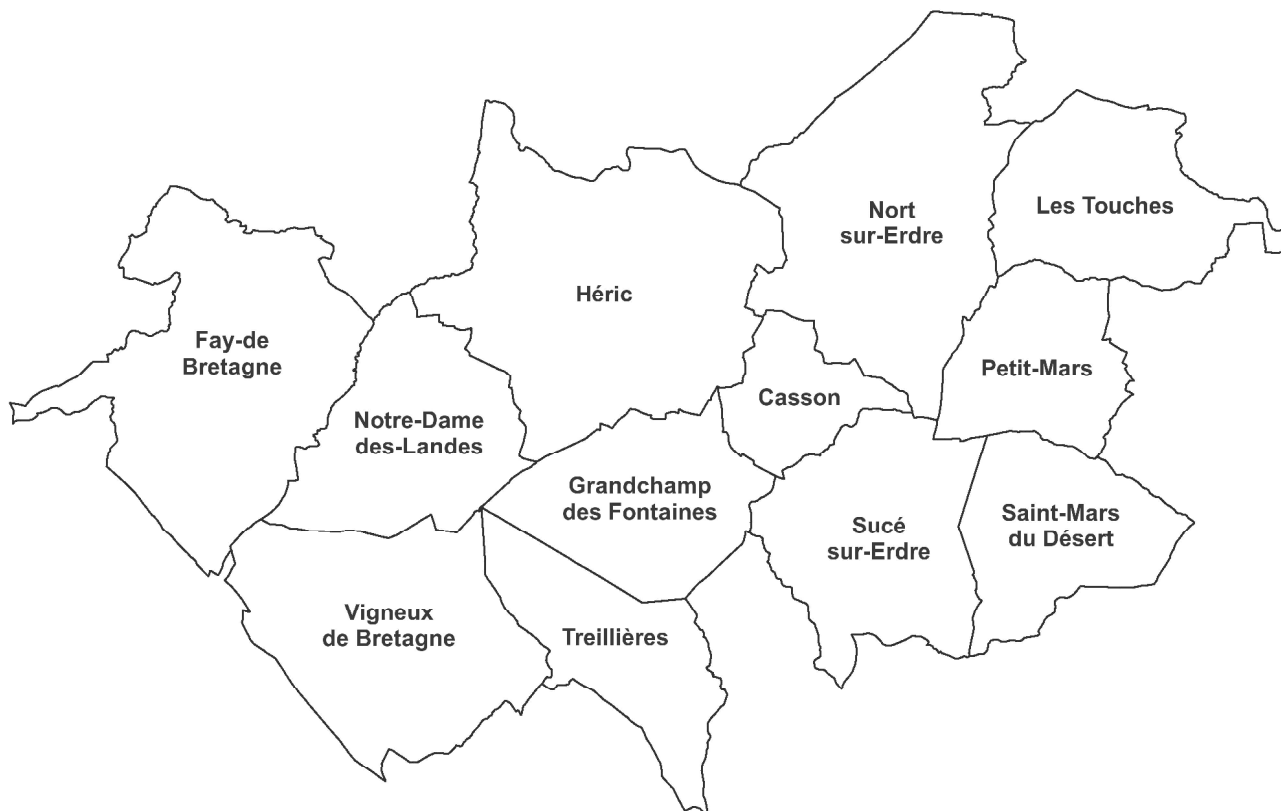 Nort
sur-Erdre
Les Touches
Héric
Fay-de
Bretagne
Petit-Mars
Casson
Notre-Dame
des-Landes
Grandchamp
des Fontaines
Sucé
sur-Erdre
Saint-Mars
du Désert
Vigneux
de Bretagne
Treillières